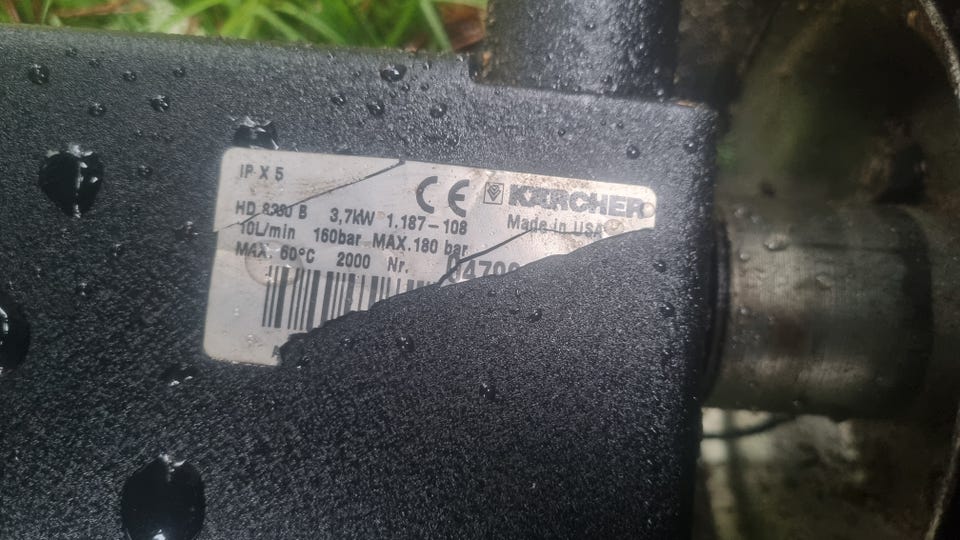 IP X 5
CE KÄRCHER
Made in USA
HD B 3,7kW 1.187-108
10L/min 160bar MAX.180 bar
MAX. 60°C 2000 Nr.